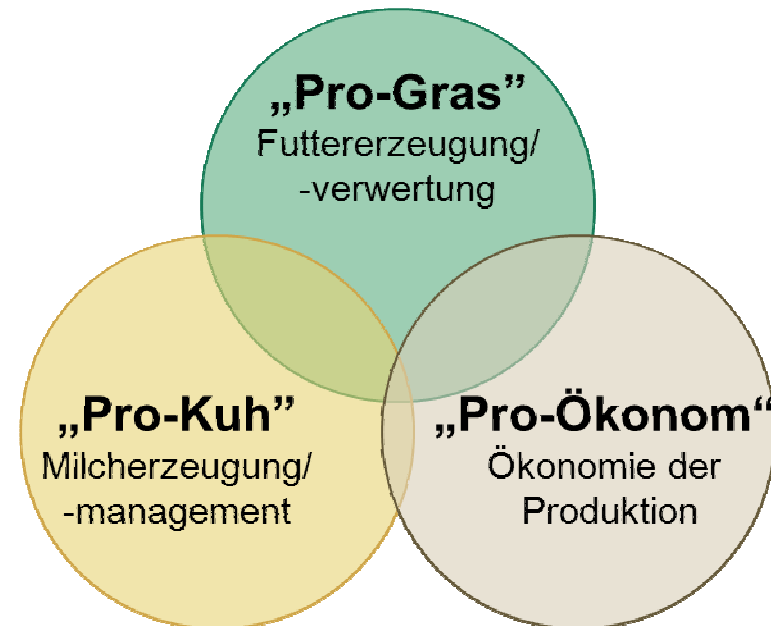 „Pro-Gras”
Futtererzeugung/
-verwertung
„Pro-Kuh”
Milcherzeugung/
-management
„Pro-Ökonom“
Ökonomie der
Produktion